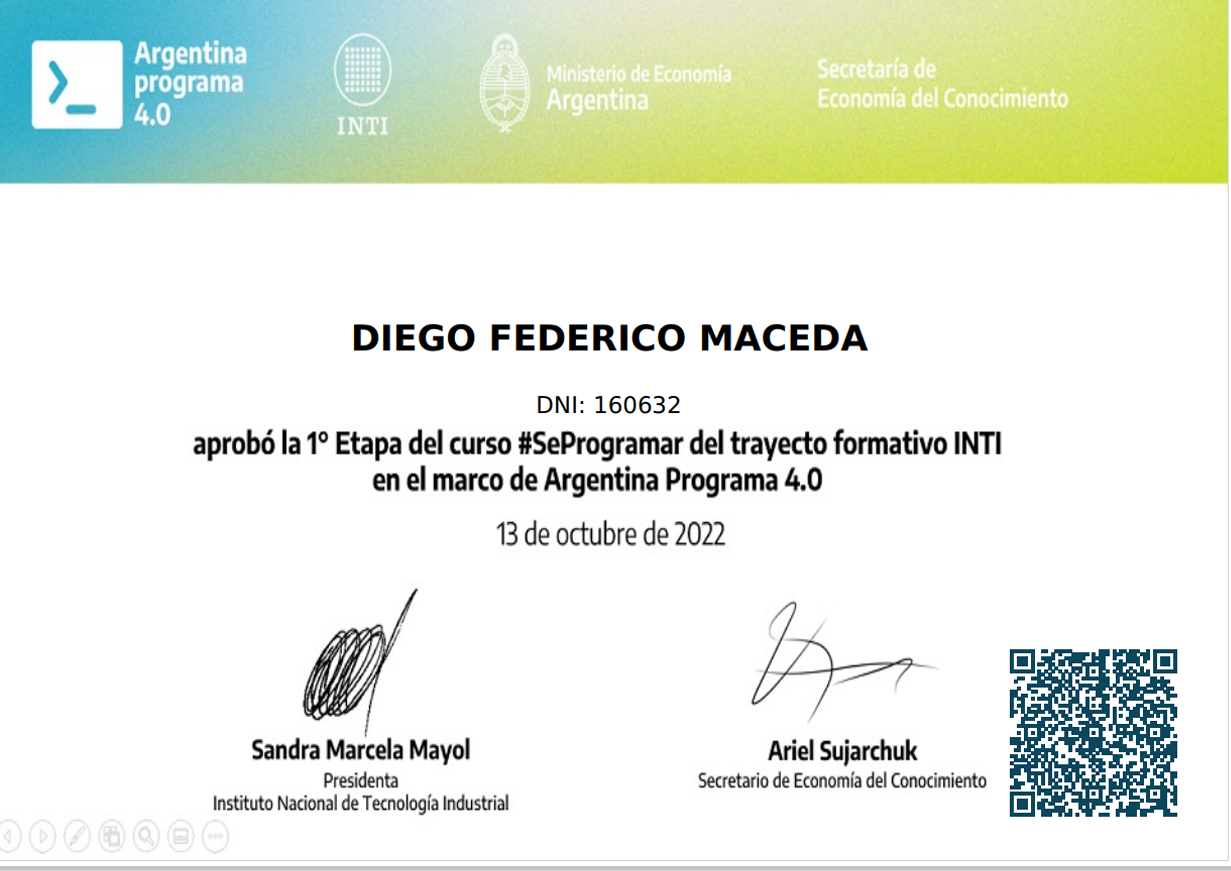 Argentina
programa
4.0
INTI
Ministerio de Economía
Argentina
Secretaría de
Economía del Conocimiento
DIEGO FEDERICO MACEDA
DNI: 160632
aprobó la 1° Etapa del curso #SeProgramar del trayecto formativo INTI
en el marco de Argentina Programa 4.0
13 de octubre de 2022
Sandra Marcela Mayol
Presidenta
Instituto Nacional de Tecnología Industrial
Ariel Sujarchuk
Secretario de Economía del Conocimiento